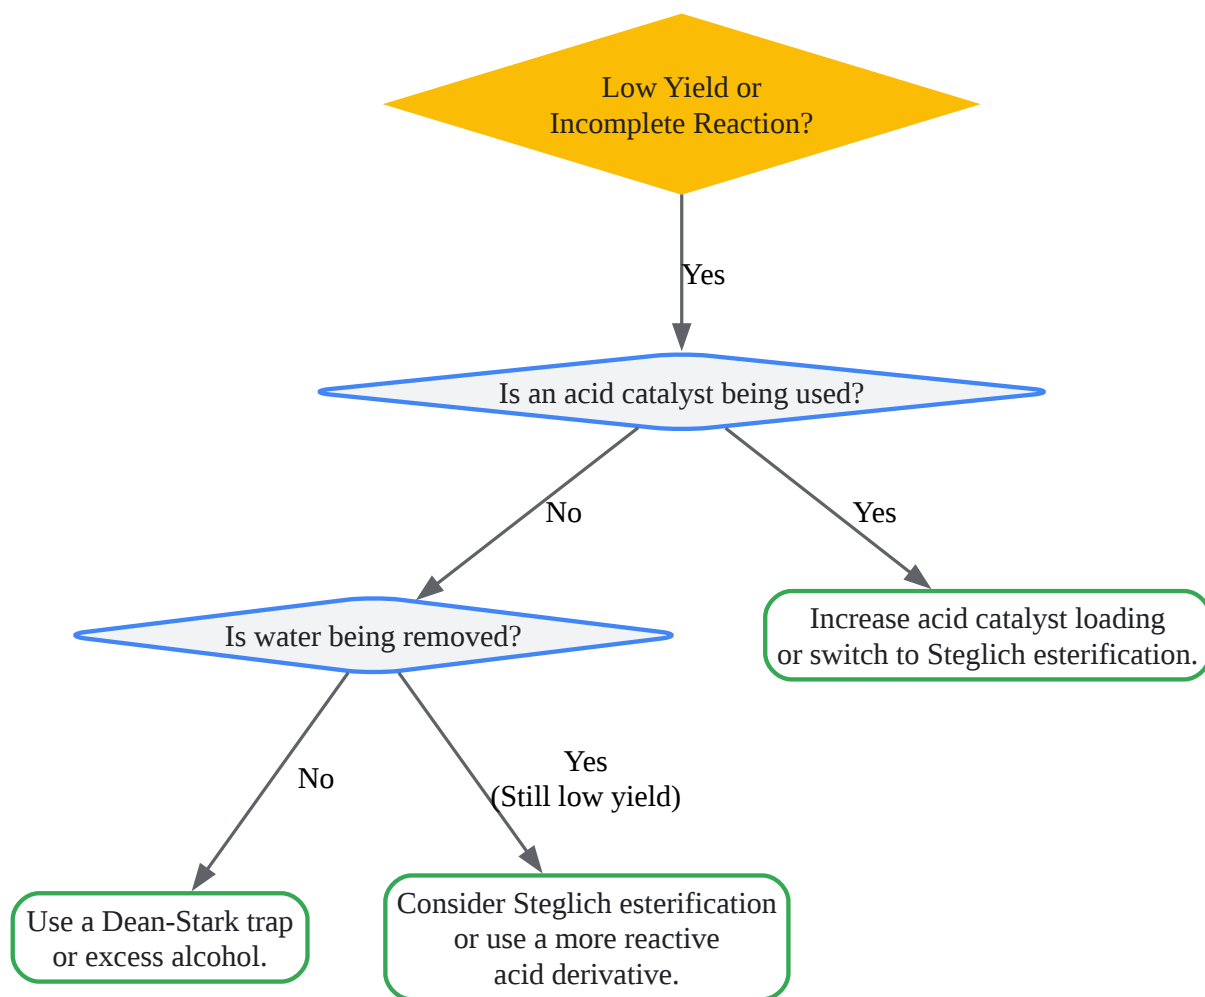 Low Yield or
Incomplete Reaction?
Yes
Is an acid catalyst being used?
No
Yes
Increase acid catalyst loading
or switch to Steglich esterification.
Is water being removed?
No
Yes
(Still low yield)
Use a Dean-Stark trap
or excess alcohol.
Consider Steglich esterification
or use a more reactive
acid derivative.